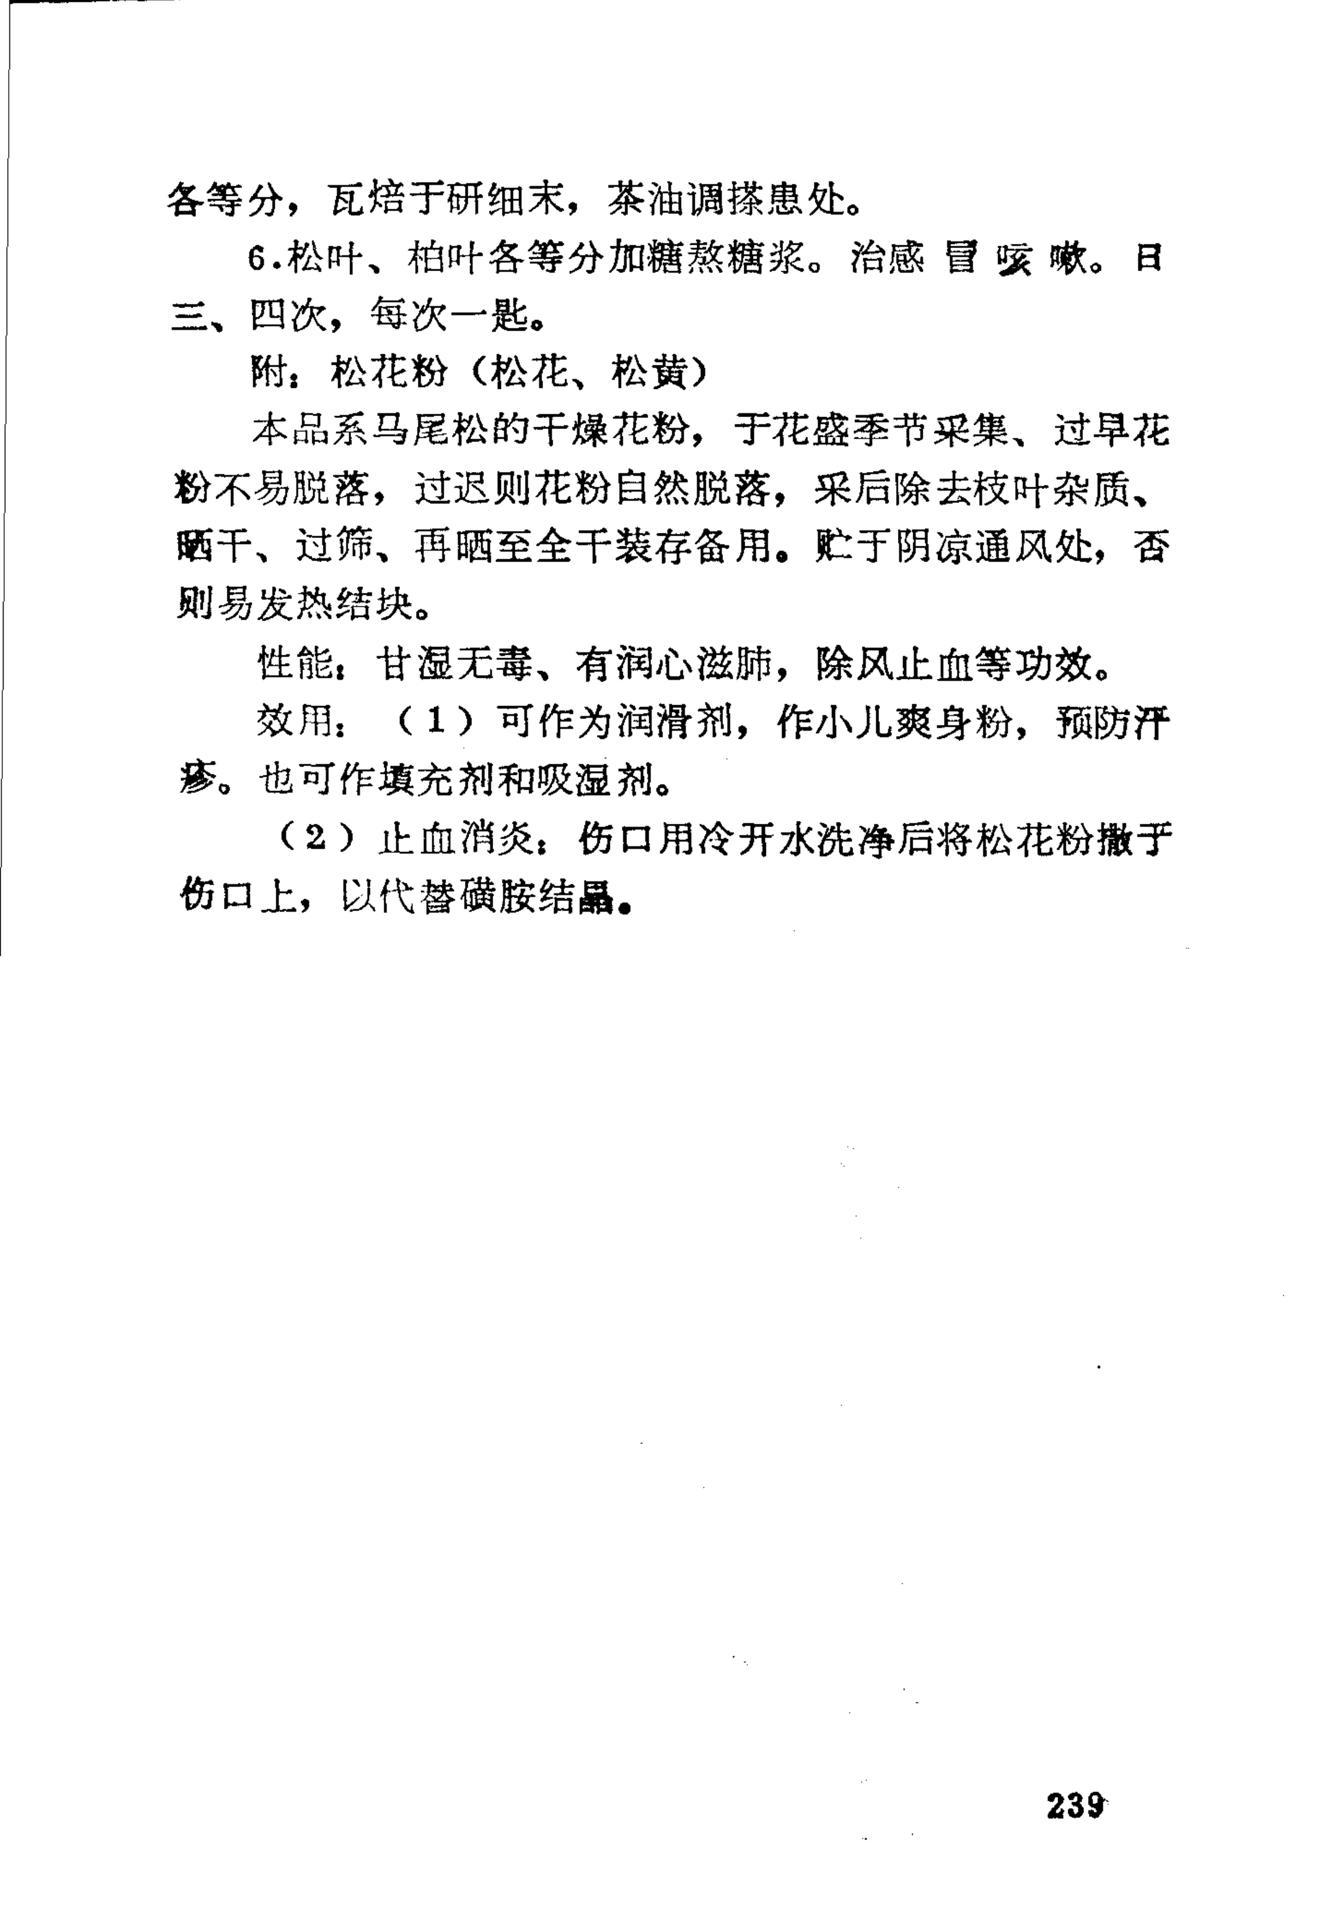 各等分，瓦焙于研细末，茶油调搽患处。
6.松叶、柏叶各等分加糖熬糖浆。治感冒咳嗽。日
三、四次，每次一匙。
附：松花粉（松花、松黄）
本品系马尾松的干燥花粉，于花盛季节采集、过早花
粉不易脱落，过迟则花粉自然脱落，采后除去枝叶杂质、
晒干、过筛、再晒至全干装存备用。贮于阴凉通风处，否
则易发热结块。
性能：甘湿无毒、有润心滋肺，除风止血等功效。
效用：（1）可作为润滑剂，作小儿爽身粉，预防汗
疹。也可作填充剂和吸湿剂。
（2）止血消炎：伤口用冷开水洗净后将松花粉撒于
伤口上，以代替磺胺结晶。
239